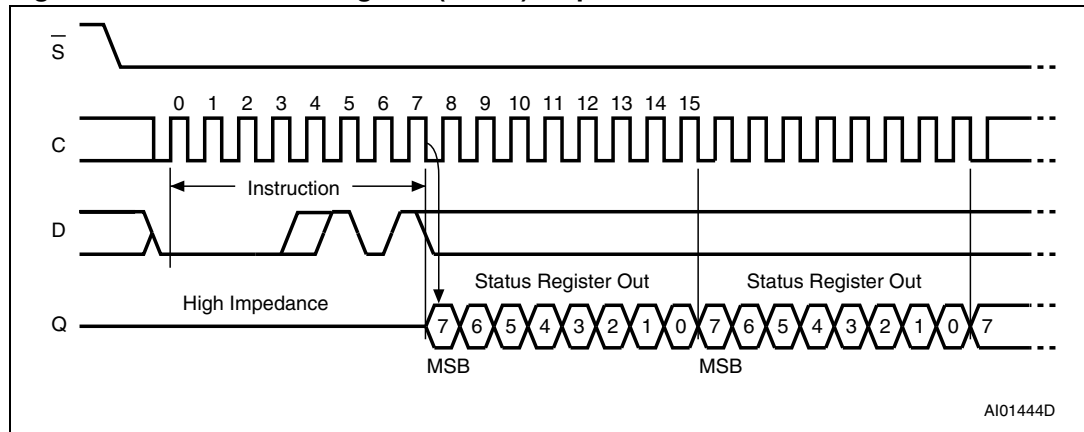 S
0 1 2 3 4 5 6 7 8 9 10 11 12 13 14 15
C
Instruction
D
Status Register Out Status Register Out
High Impedance
Q 7 6 5 4 3 2 1 0 7 6 5 4 3 2 1 0 7
MSB MSB
AI01444D